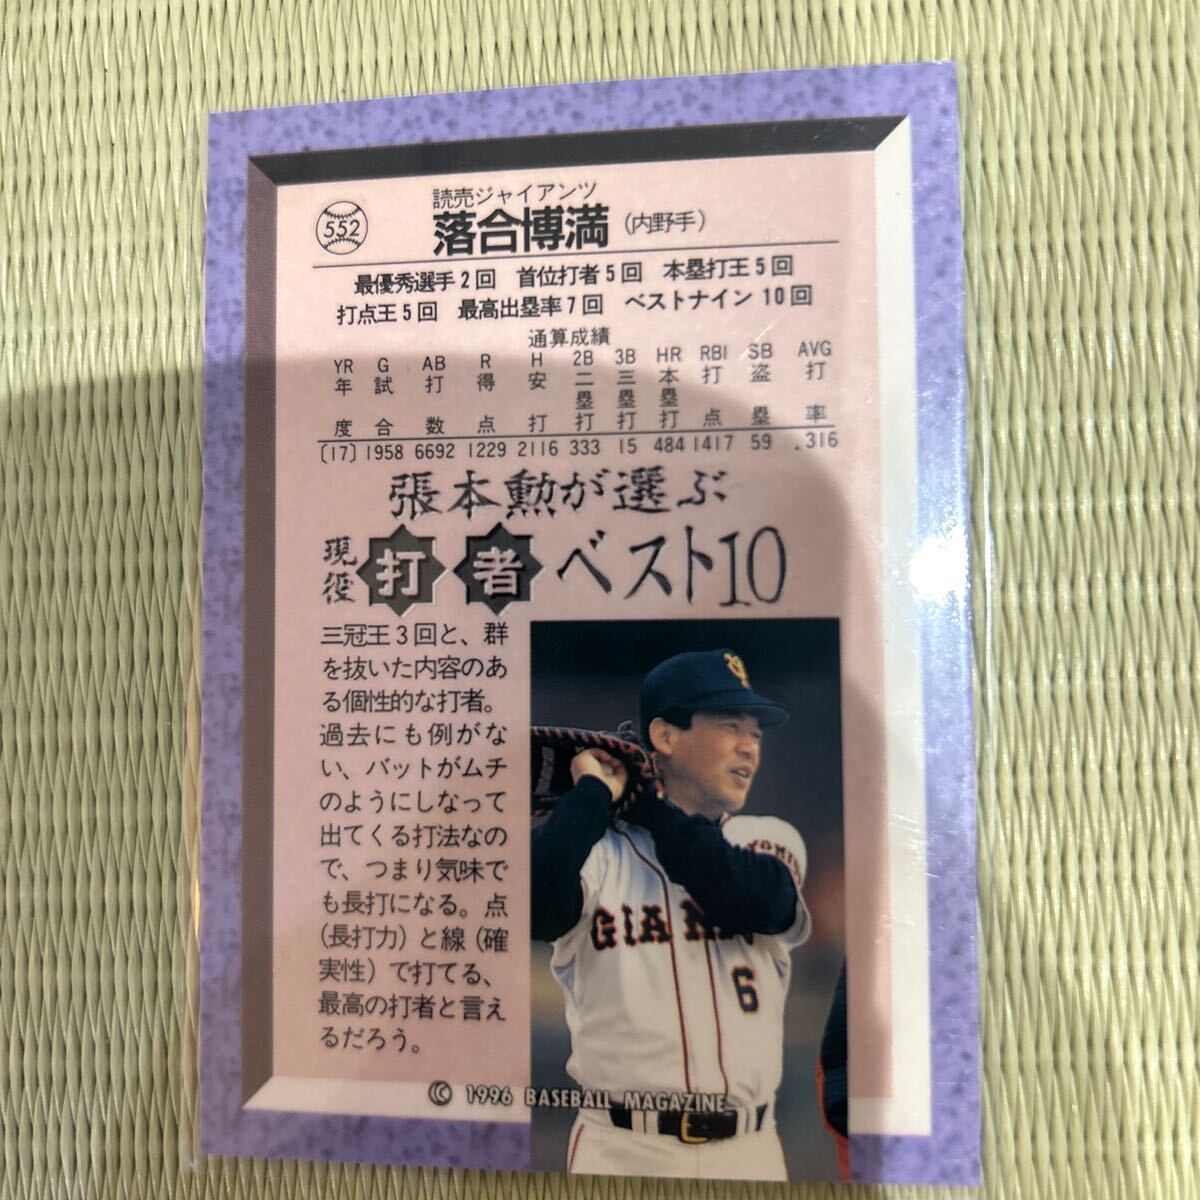 552
読売ジャイアンツ
落合博満 (内野手)
最優秀選手2回 首位打者5回 本塁打王5回
打点王5回 最高出塁率7回 ベストナイン10回
通算成績
YR G AB R H 2B 3B HR RBI SB AVG
年度 試合 打数 得点 安打 二塁打 三塁打 本塁打 打点 盗塁 打率
〔17〕 1958 6692 1229 2116 333 15 484 1417 59 .316
張本勲が選ぶ
現役 打者 ベスト10
三冠王3回と、群
を抜いた内容のあ
る個性的な打者。
過去にも例がな
い、バットがムチ
のようにしなって
出てくる打法なの
で、つまり気味で
も長打になる。点
(長打力)と線(確
実性)で打てる、
最高の打者と言え
るだろう。
GIAN
6
© 1996 BASEBALL MAGAZINE